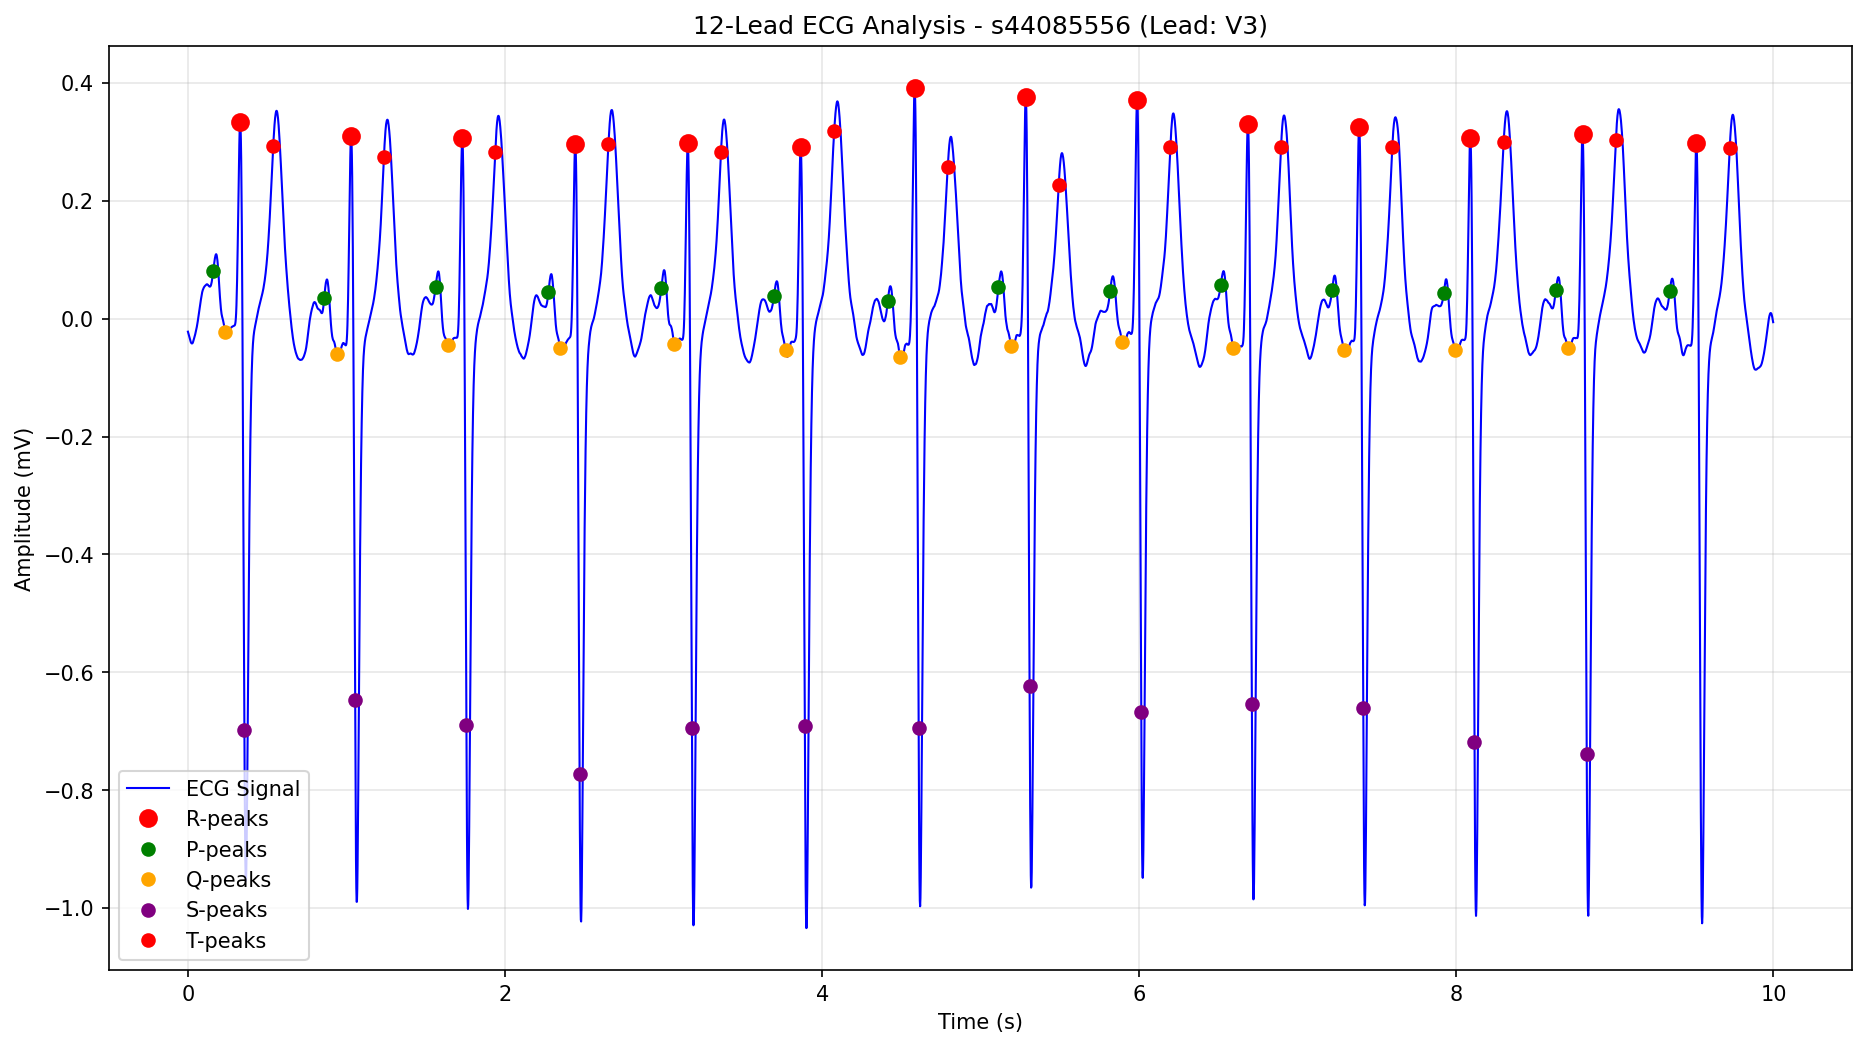 12-Lead ECG Analysis - s44085556 (Lead: V3)
Amplitude (mV)
0.4
0.2
0.0
−0.2
−0.4
−0.6
−0.8
−1.0
ECG Signal
R-peaks
P-peaks
Q-peaks
S-peaks
T-peaks
0 2 4 6 8 10
Time (s)